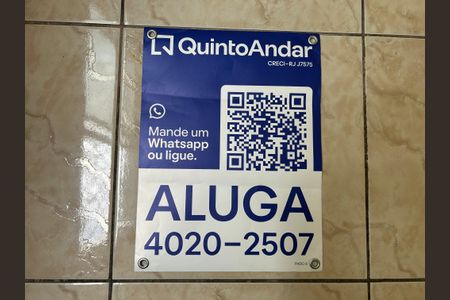 QuintoAndar
CRECI-RJ J7575
Mande um
Whatsapp
ou ligue.
ALUGA
4020-2507